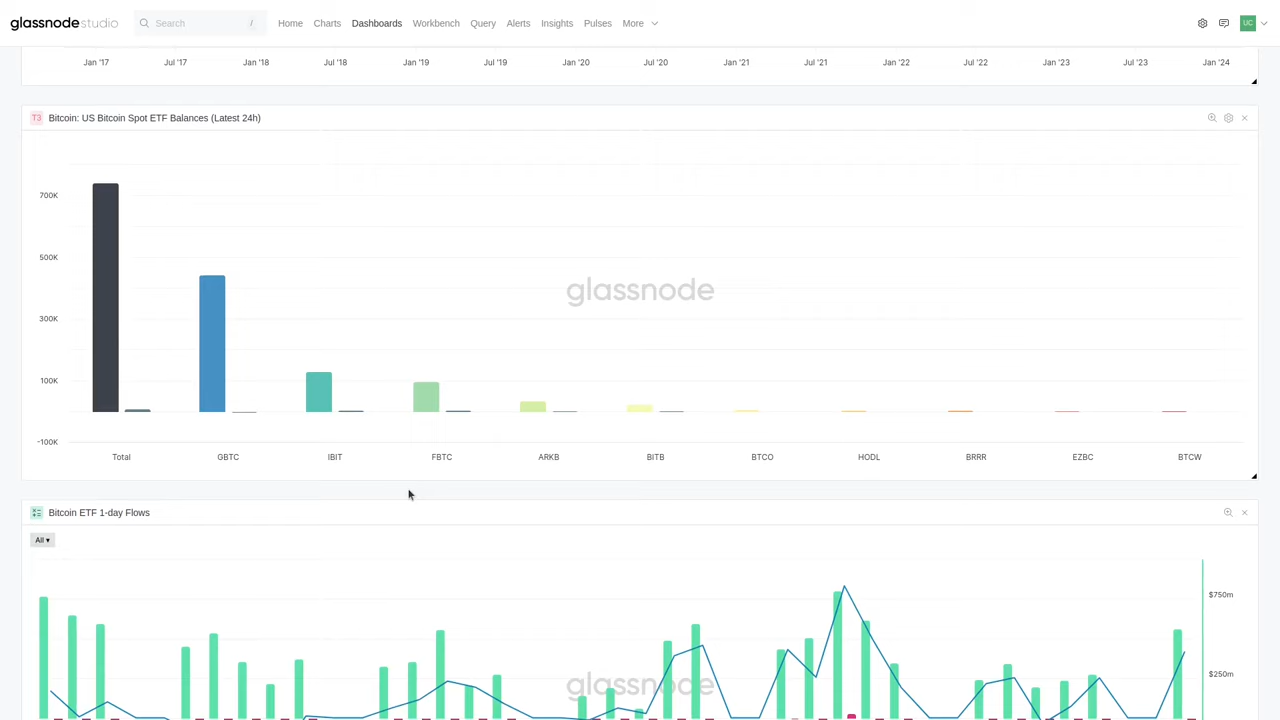 glassnodestudio Search / Home Charts Dashboards Workbench Query Alerts Insights Pulses More UC
Jan '17 Jul '17 Jan '18 Jul '18 Jan '19 Jul '19 Jan '20 Jul '20 Jan '21 Jul '21 Jan '22 Jul '22 Jan '23 Jul '23 Jan '24
T3 Bitcoin: US Bitcoin Spot ETF Balances (Latest 24h)
700K
500K
glassnode
300K
100K
-100K
Total GBTC IBIT FBTC ARKB BITB BTCO HODL BRRR EZBC BTCW
Bitcoin ETF 1-day Flows
All ▾
$750m
$250m
glassnode